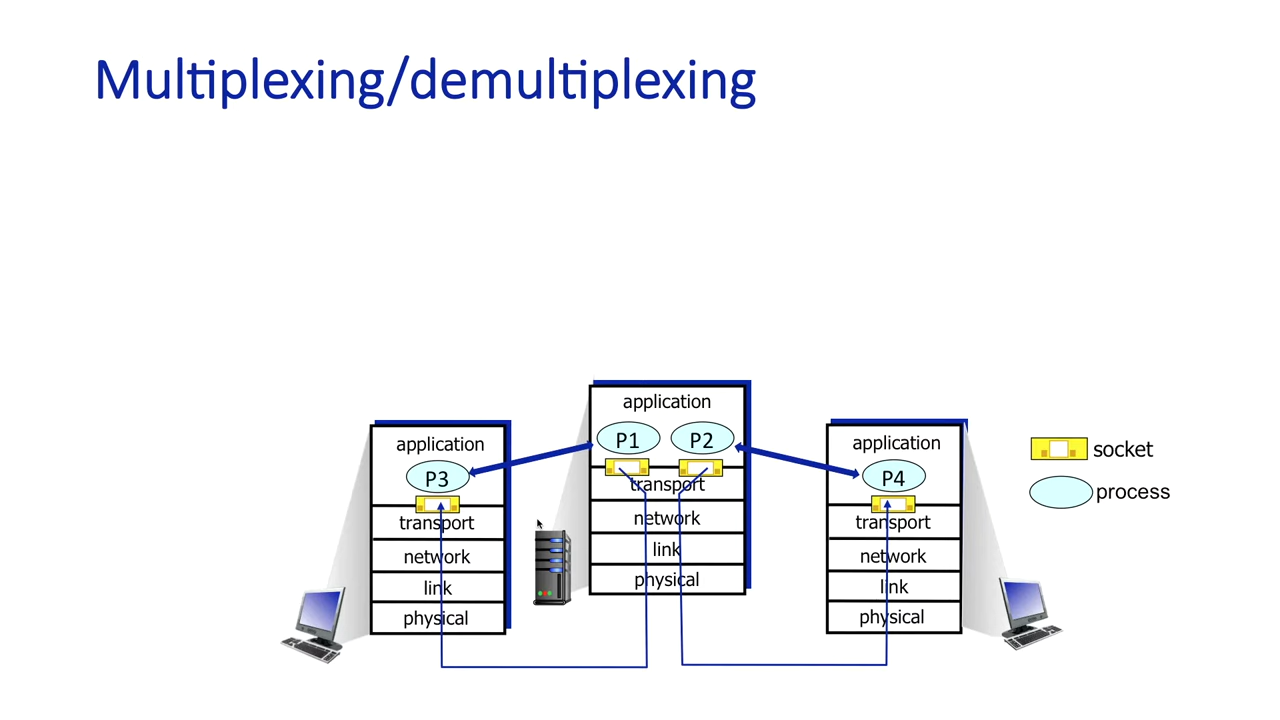 Multiplexing/demultiplexing
application
P3
transport
network
link
physical
application
P1 P2
transport
network
link
physical
application
P4
transport
network
link
physical
socket
process